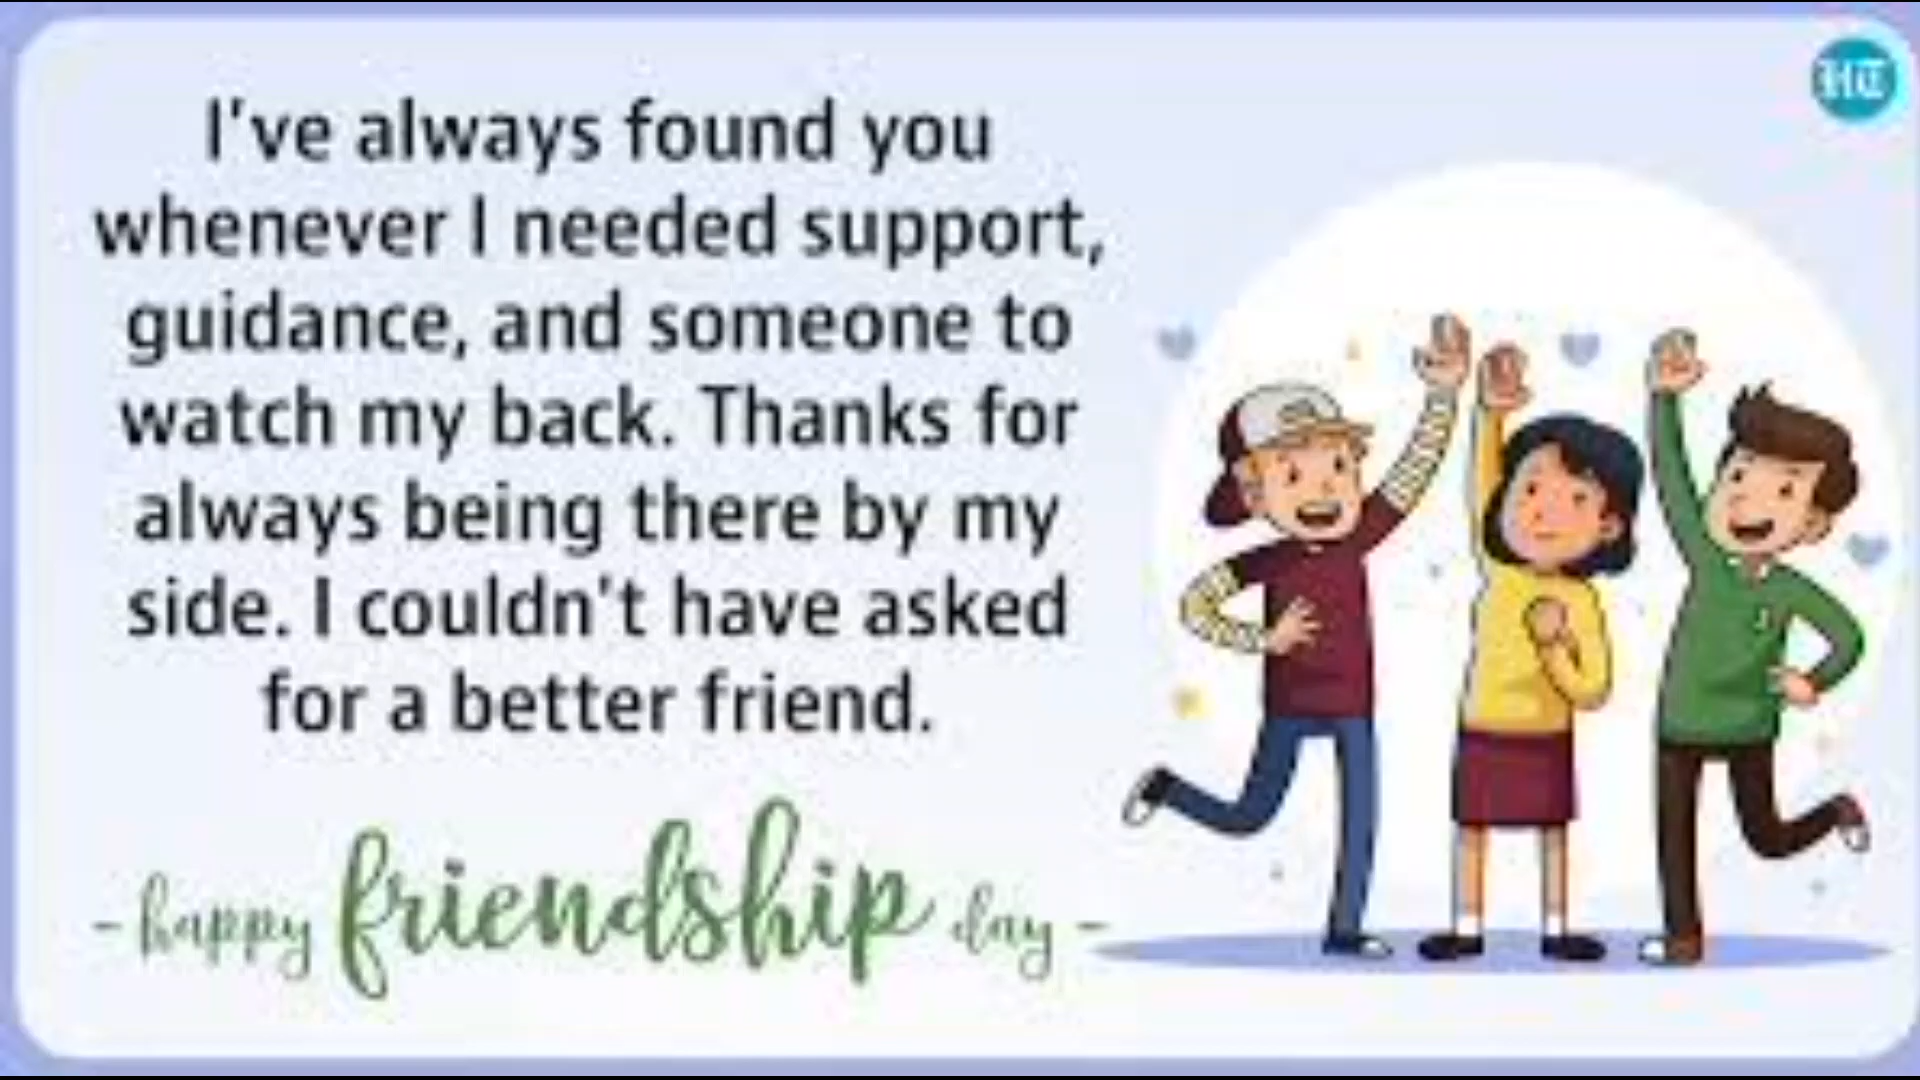 HT
I've always found you
whenever I needed support,
guidance, and someone to
watch my back. Thanks for
always being there by my
side. I couldn't have asked
for a better friend.
- happy friendship day -